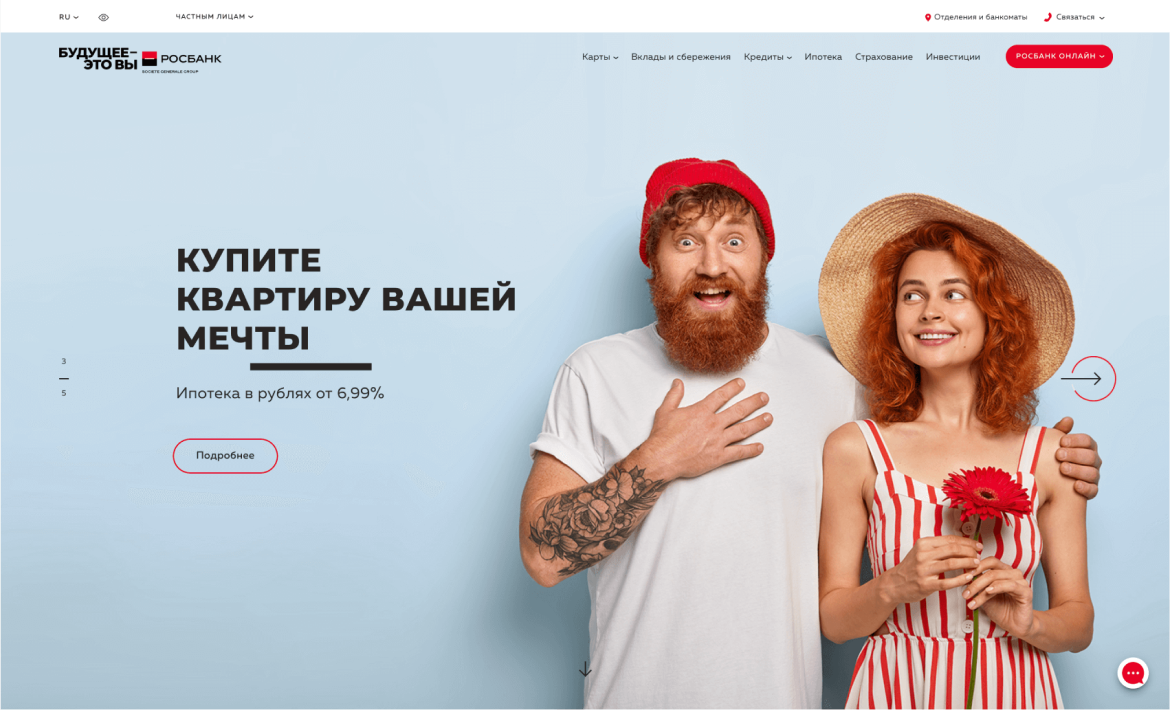 RU
ЧАСТНЫМ ЛИЦАМ
Отделения и банкоматы
Связаться
БУДУЩЕЕ–
ЭТО ВЫ
РОСБАНК
SOCIETE GENERALE GROUP
Карты
Вклады и сбережения
Кредиты
Ипотека
Страхование
Инвестиции
РОСБАНК ОНЛАЙН
КУПИТЕ
КВАРТИРУ ВАШЕЙ
МЕЧТЫ
3
5
Ипотека в рублях от 6,99%
Подробнее